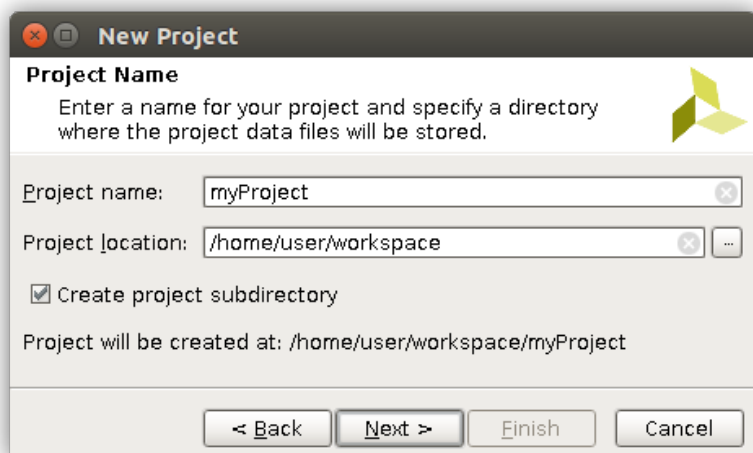 New Project
Project Name
Enter a name for your project and specify a directory
where the project data files will be stored.
Project name: myProject
Project location: /home/user/workspace ...
Create project subdirectory
Project will be created at: /home/user/workspace/myProject
< Back Next > Finish Cancel